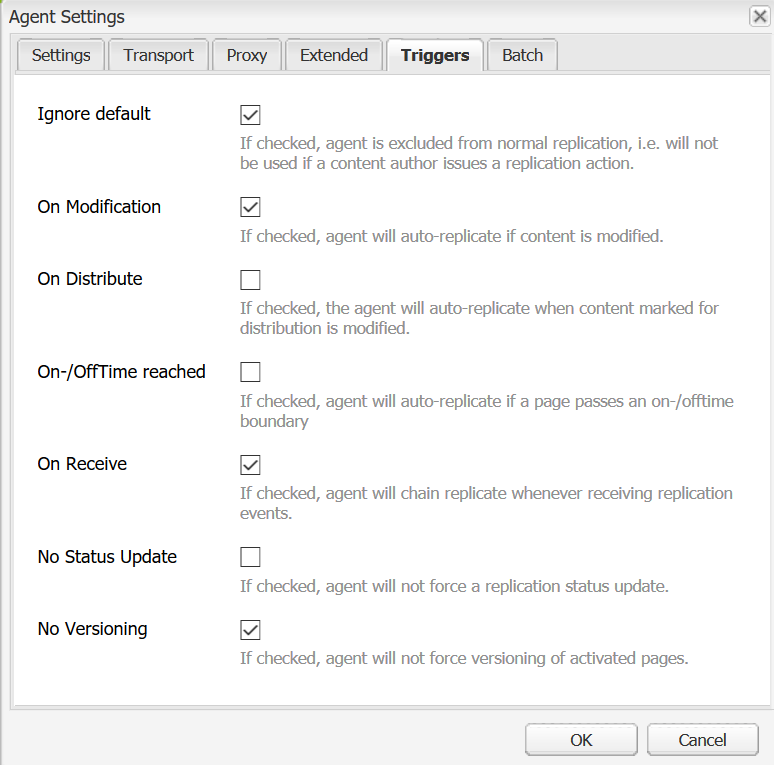 Agent Settings
Settings Transport Proxy Extended Triggers Batch
Ignore default
If checked, agent is excluded from normal replication, i.e. will not
be used if a content author issues a replication action.
On Modification
If checked, agent will auto-replicate if content is modified.
On Distribute
If checked, the agent will auto-replicate when content marked for
distribution is modified.
On-/OffTime reached
If checked, agent will auto-replicate if a page passes an on-/offtime
boundary
On Receive
If checked, agent will chain replicate whenever receiving replication
events.
No Status Update
If checked, agent will not force a replication status update.
No Versioning
If checked, agent will not force versioning of activated pages.
OK Cancel